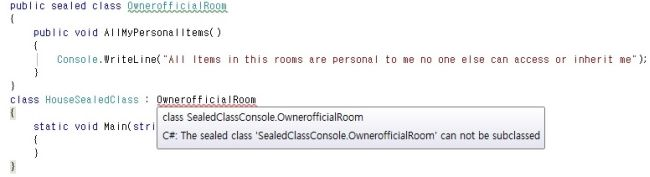 public sealed class OwnerofficialRoom
{
public void AllMyPersonalItems()
{
Console.WriteLine("All Items in this rooms are personal to me no one else can access or inherit me");
}
}
class HouseSealedClass : OwnerofficialRoom
{
class SealedClassConsole.OwnerofficialRoom
static void Main(stri
C#: The sealed class 'SealedClassConsole.OwnerofficialRoom' can not be subclassed
{
}
}